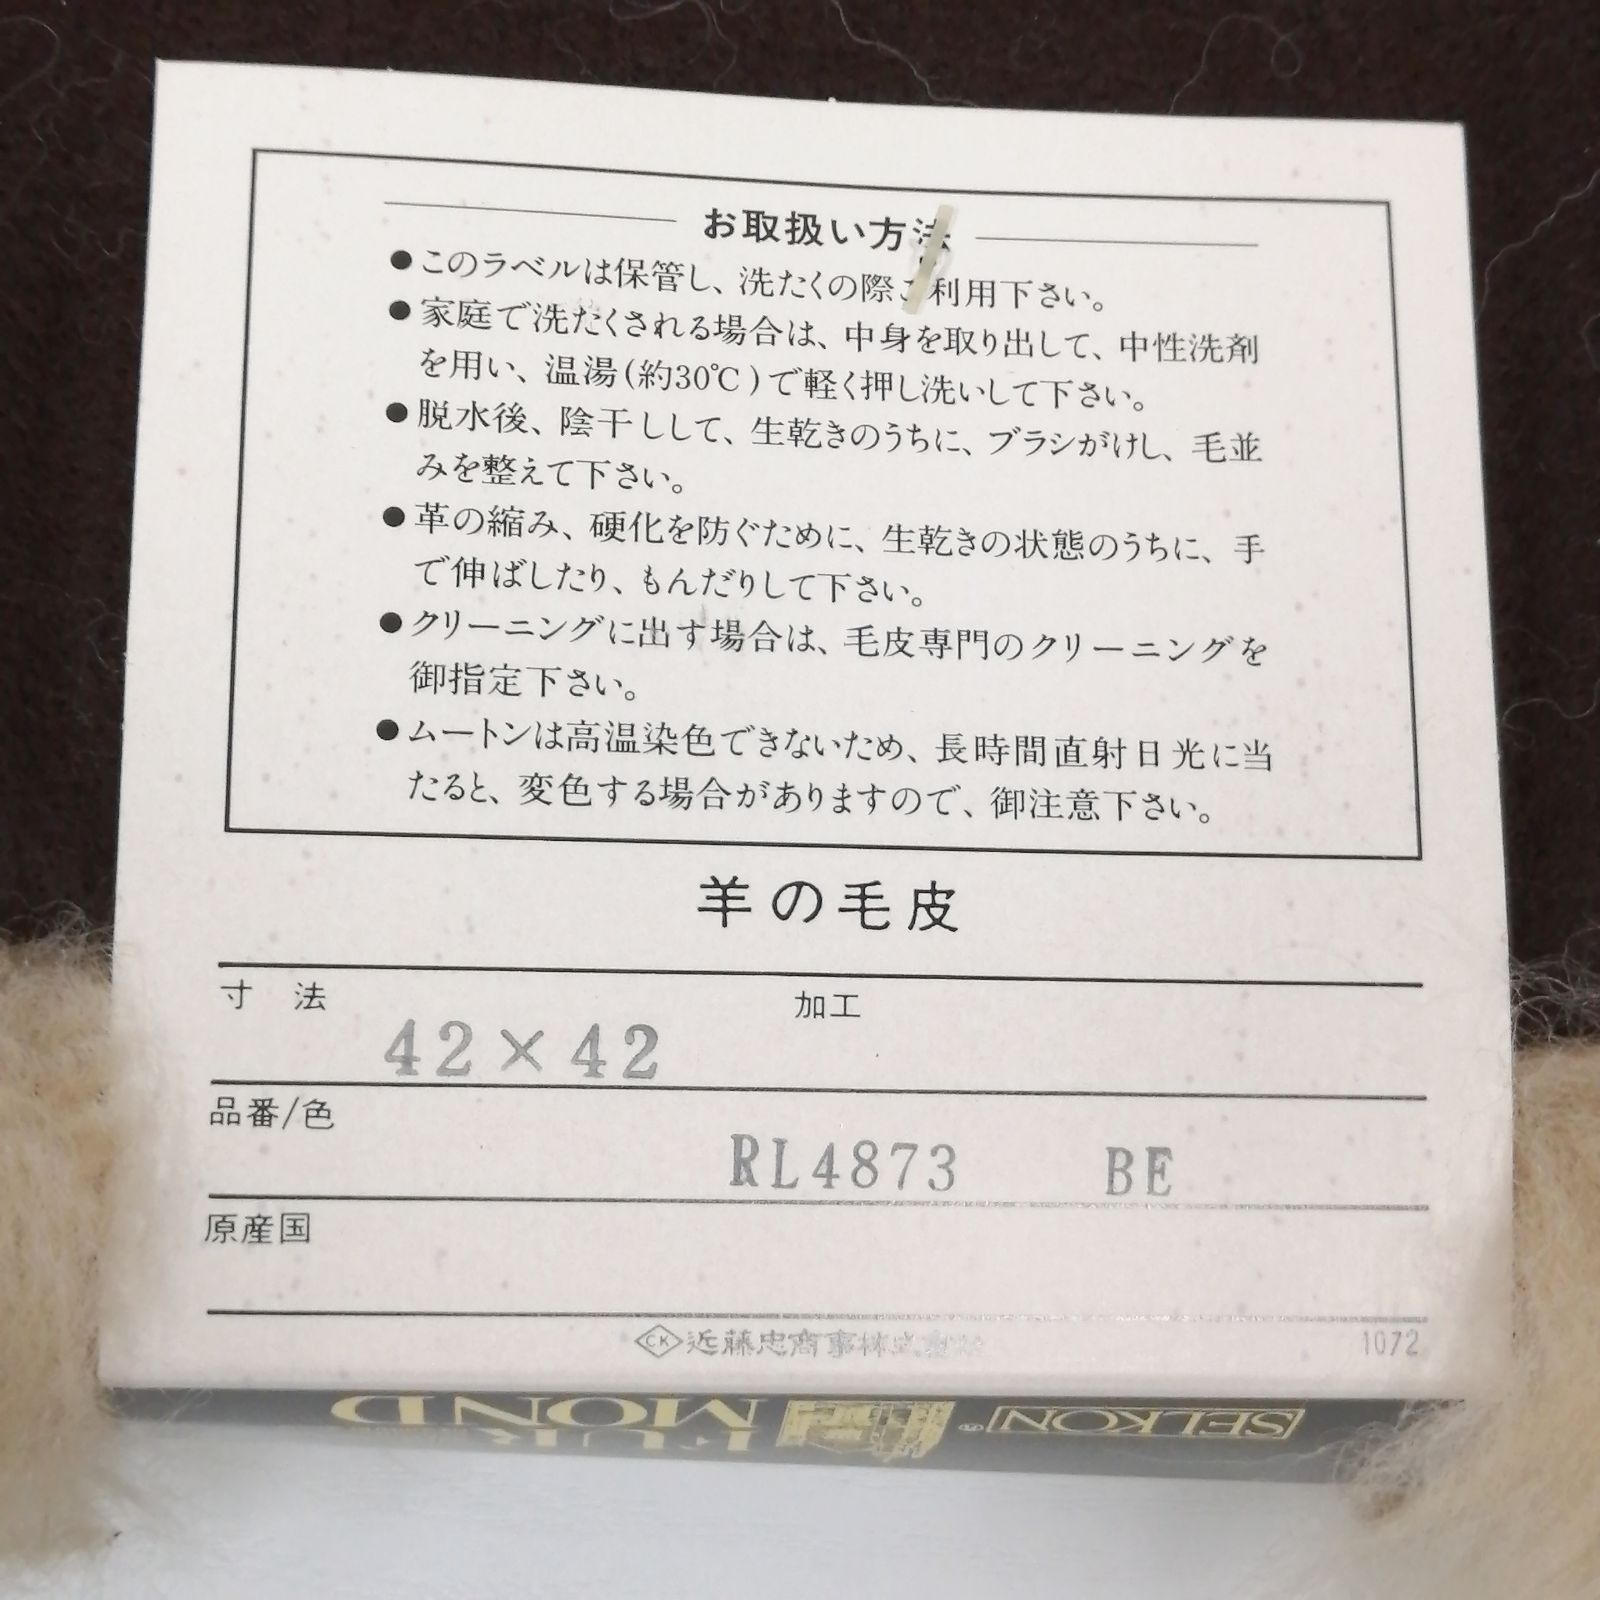 お取扱い方法
●このラベルは保管し、洗たくの際ご利用下さい。
●家庭で洗たくされる場合は、中身を取り出して、中性洗剤
を用い、温湯(約30℃)で軽く押し洗いして下さい。
●脱水後、陰干しして、生乾きのうちに、ブラシがけし、毛並
みを整えて下さい。
●革の縮み、硬化を防ぐために、生乾きの状態のうちに、手
で伸ばしたり、もんだりして下さい。
●クリーニングに出す場合は、毛皮専門のクリーニングを
御指定下さい。
●ムートンは高温染色できないため、長時間直射日光に当
たると、変色する場合がありますので、御注意下さい。
羊の毛皮
寸 法 加工
42×42
品番/色
RL4873 BE
原産国
CK 近藤忠商事株式会社 1072
SELKON®
FUR
MOND